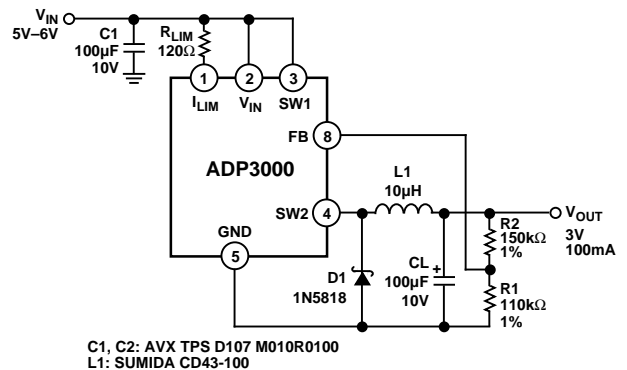 VIN
5V–6V
C1
100µF
10V
RLIM
120Ω
1
2
3
ILIM
VIN
SW1
FB
8
ADP3000
SW2
4
L1
10µH
VOUT
3V
100mA
R2
150kΩ
1%
GND
5
D1
1N5818
CL
+
100µF
10V
R1
110kΩ
1%
C1, C2: AVX TPS D107 M010R0100
L1: SUMIDA CD43-100